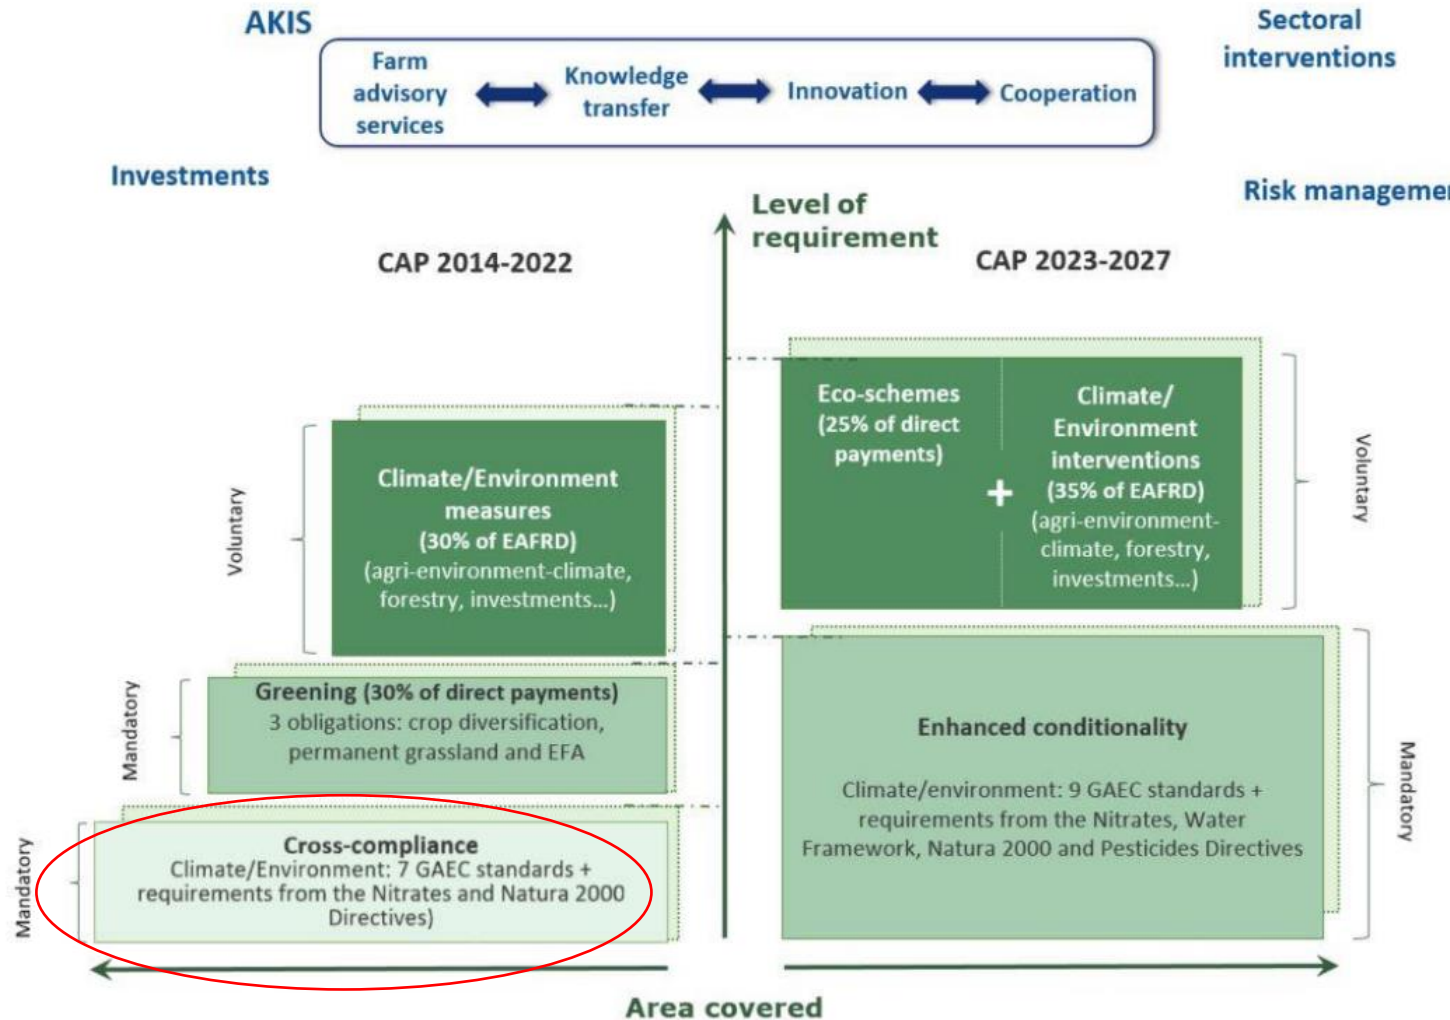 AKIS
Sectoral
interventions
Farm
advisory
services
Knowledge
transfer
Innovation
Cooperation
Investments
Risk managemen
Level of
requirement
CAP 2014-2022
CAP 2023-2027
Voluntary
Climate/Environment
measures
(30% of EAFRD)
(agri-environment-climate,
forestry, investments...)
Mandatory
Greening (30% of direct payments)
3 obligations: crop diversification,
permanent grassland and EFA
Mandatory
Cross-compliance
Climate/Environment: 7 GAEC standards +
requirements from the Nitrates and Natura 2000
Directives)
Eco-schemes
(25% of direct
payments)
+
Climate/
Environment
interventions
(35% of EAFRD)
(agri-environment-
climate, forestry,
investments...)
Voluntary
Enhanced conditionality
Climate/environment: 9 GAEC standards +
requirements from the Nitrates, Water
Framework, Natura 2000 and Pesticides Directives
Mandatory
Area covered